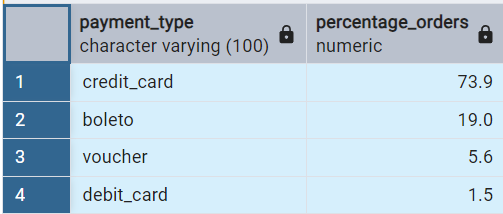 payment_type percentage_orders
character varying (100) numeric
1 credit_card 73.9
2 boleto 19.0
3 voucher 5.6
4 debit_card 1.5